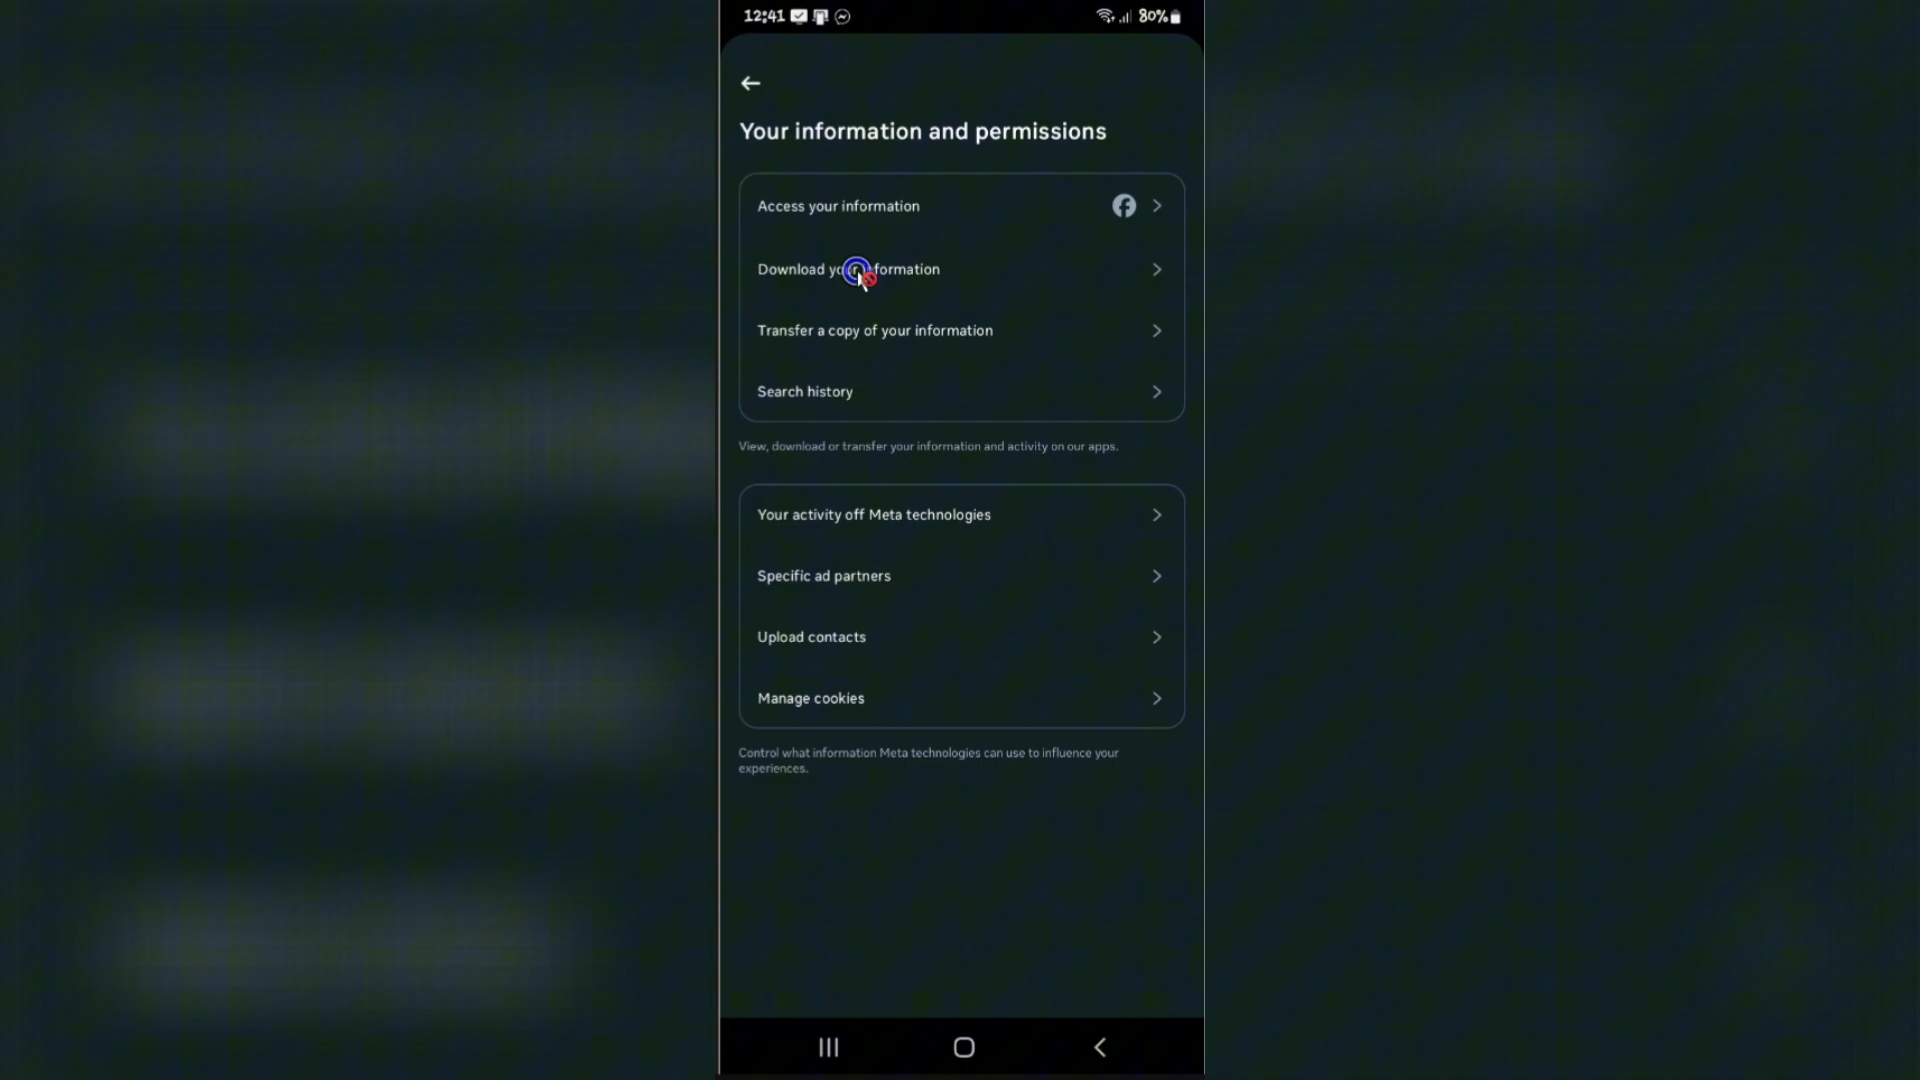 12:41
80%
Your information and permissions
Access your information
Download your information
Transfer a copy of your information
Search history
View, download or transfer your information and activity on our apps.
Your activity off Meta technologies
Specific ad partners
Upload contacts
Manage cookies
Control what information Meta technologies can use to influence your
experiences.